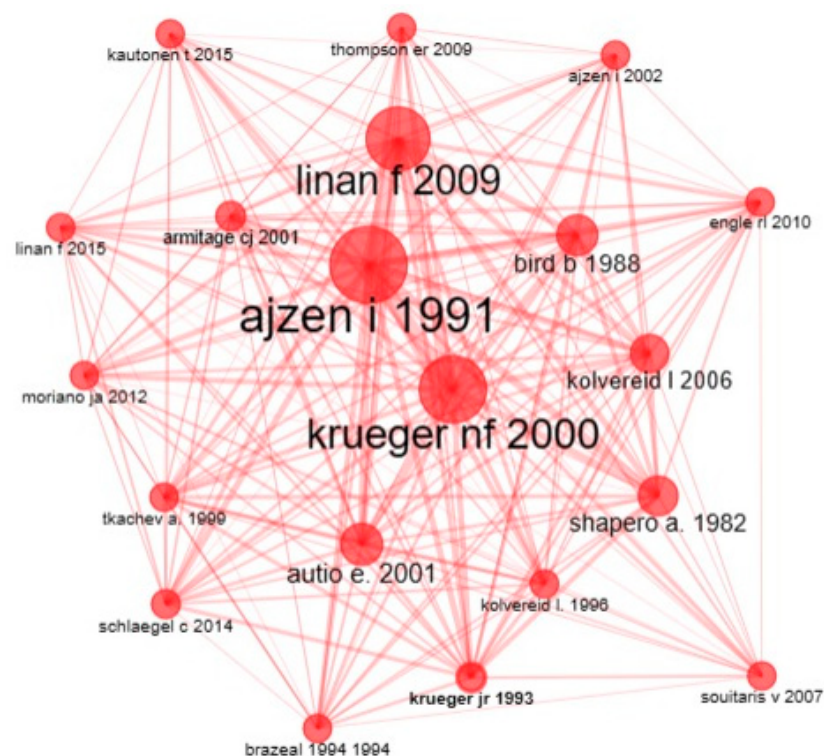 thompson er 2009
kautonen t 2015
ajzen i 2002
linan f 2009
engle rl 2010
armitage cj 2001
linan f 2015
bird b 1988
ajzen i 1991
kolvereid l 2006
moriano ja 2012
krueger nf 2000
tkachev a. 1999
shapero a. 1982
autio e. 2001
kolvereid l. 1996
schlaegel c 2014
krueger jr 1993
souitaris v 2007
brazeal 1994 1994